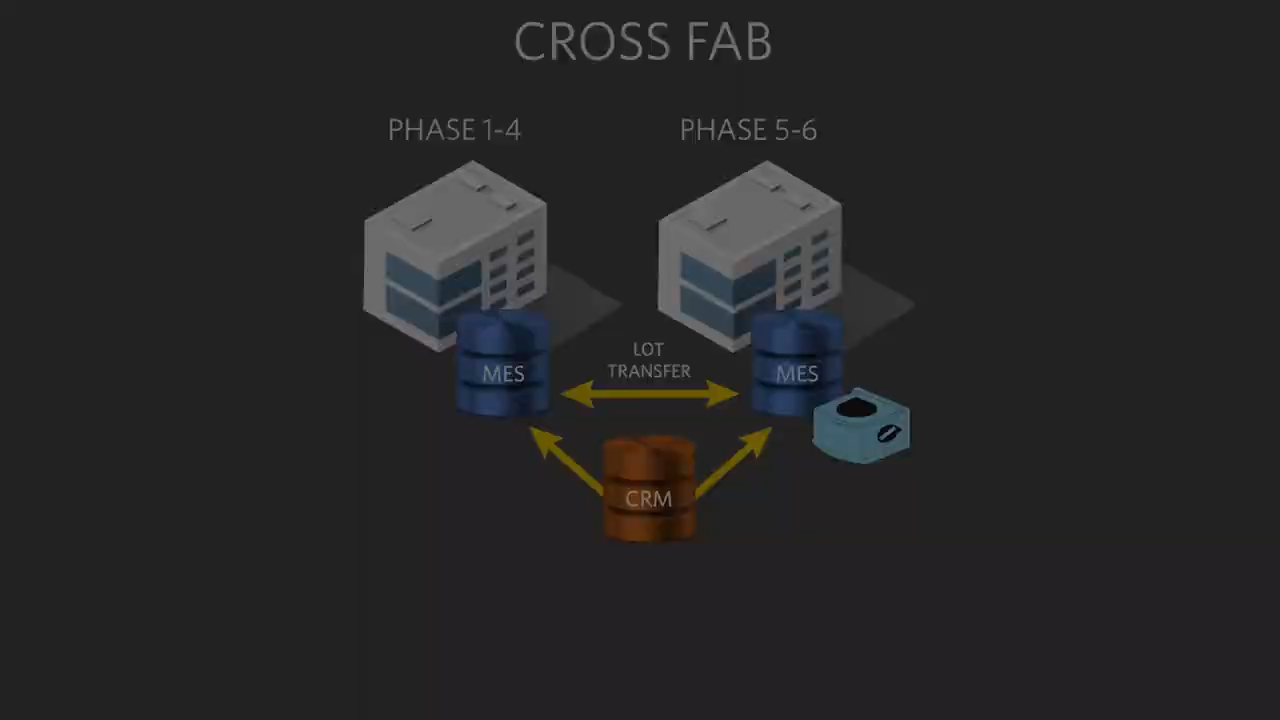 CROSS FAB
PHASE 1-4
PHASE 5-6
LOT
TRANSFER
MES
MES
CRM